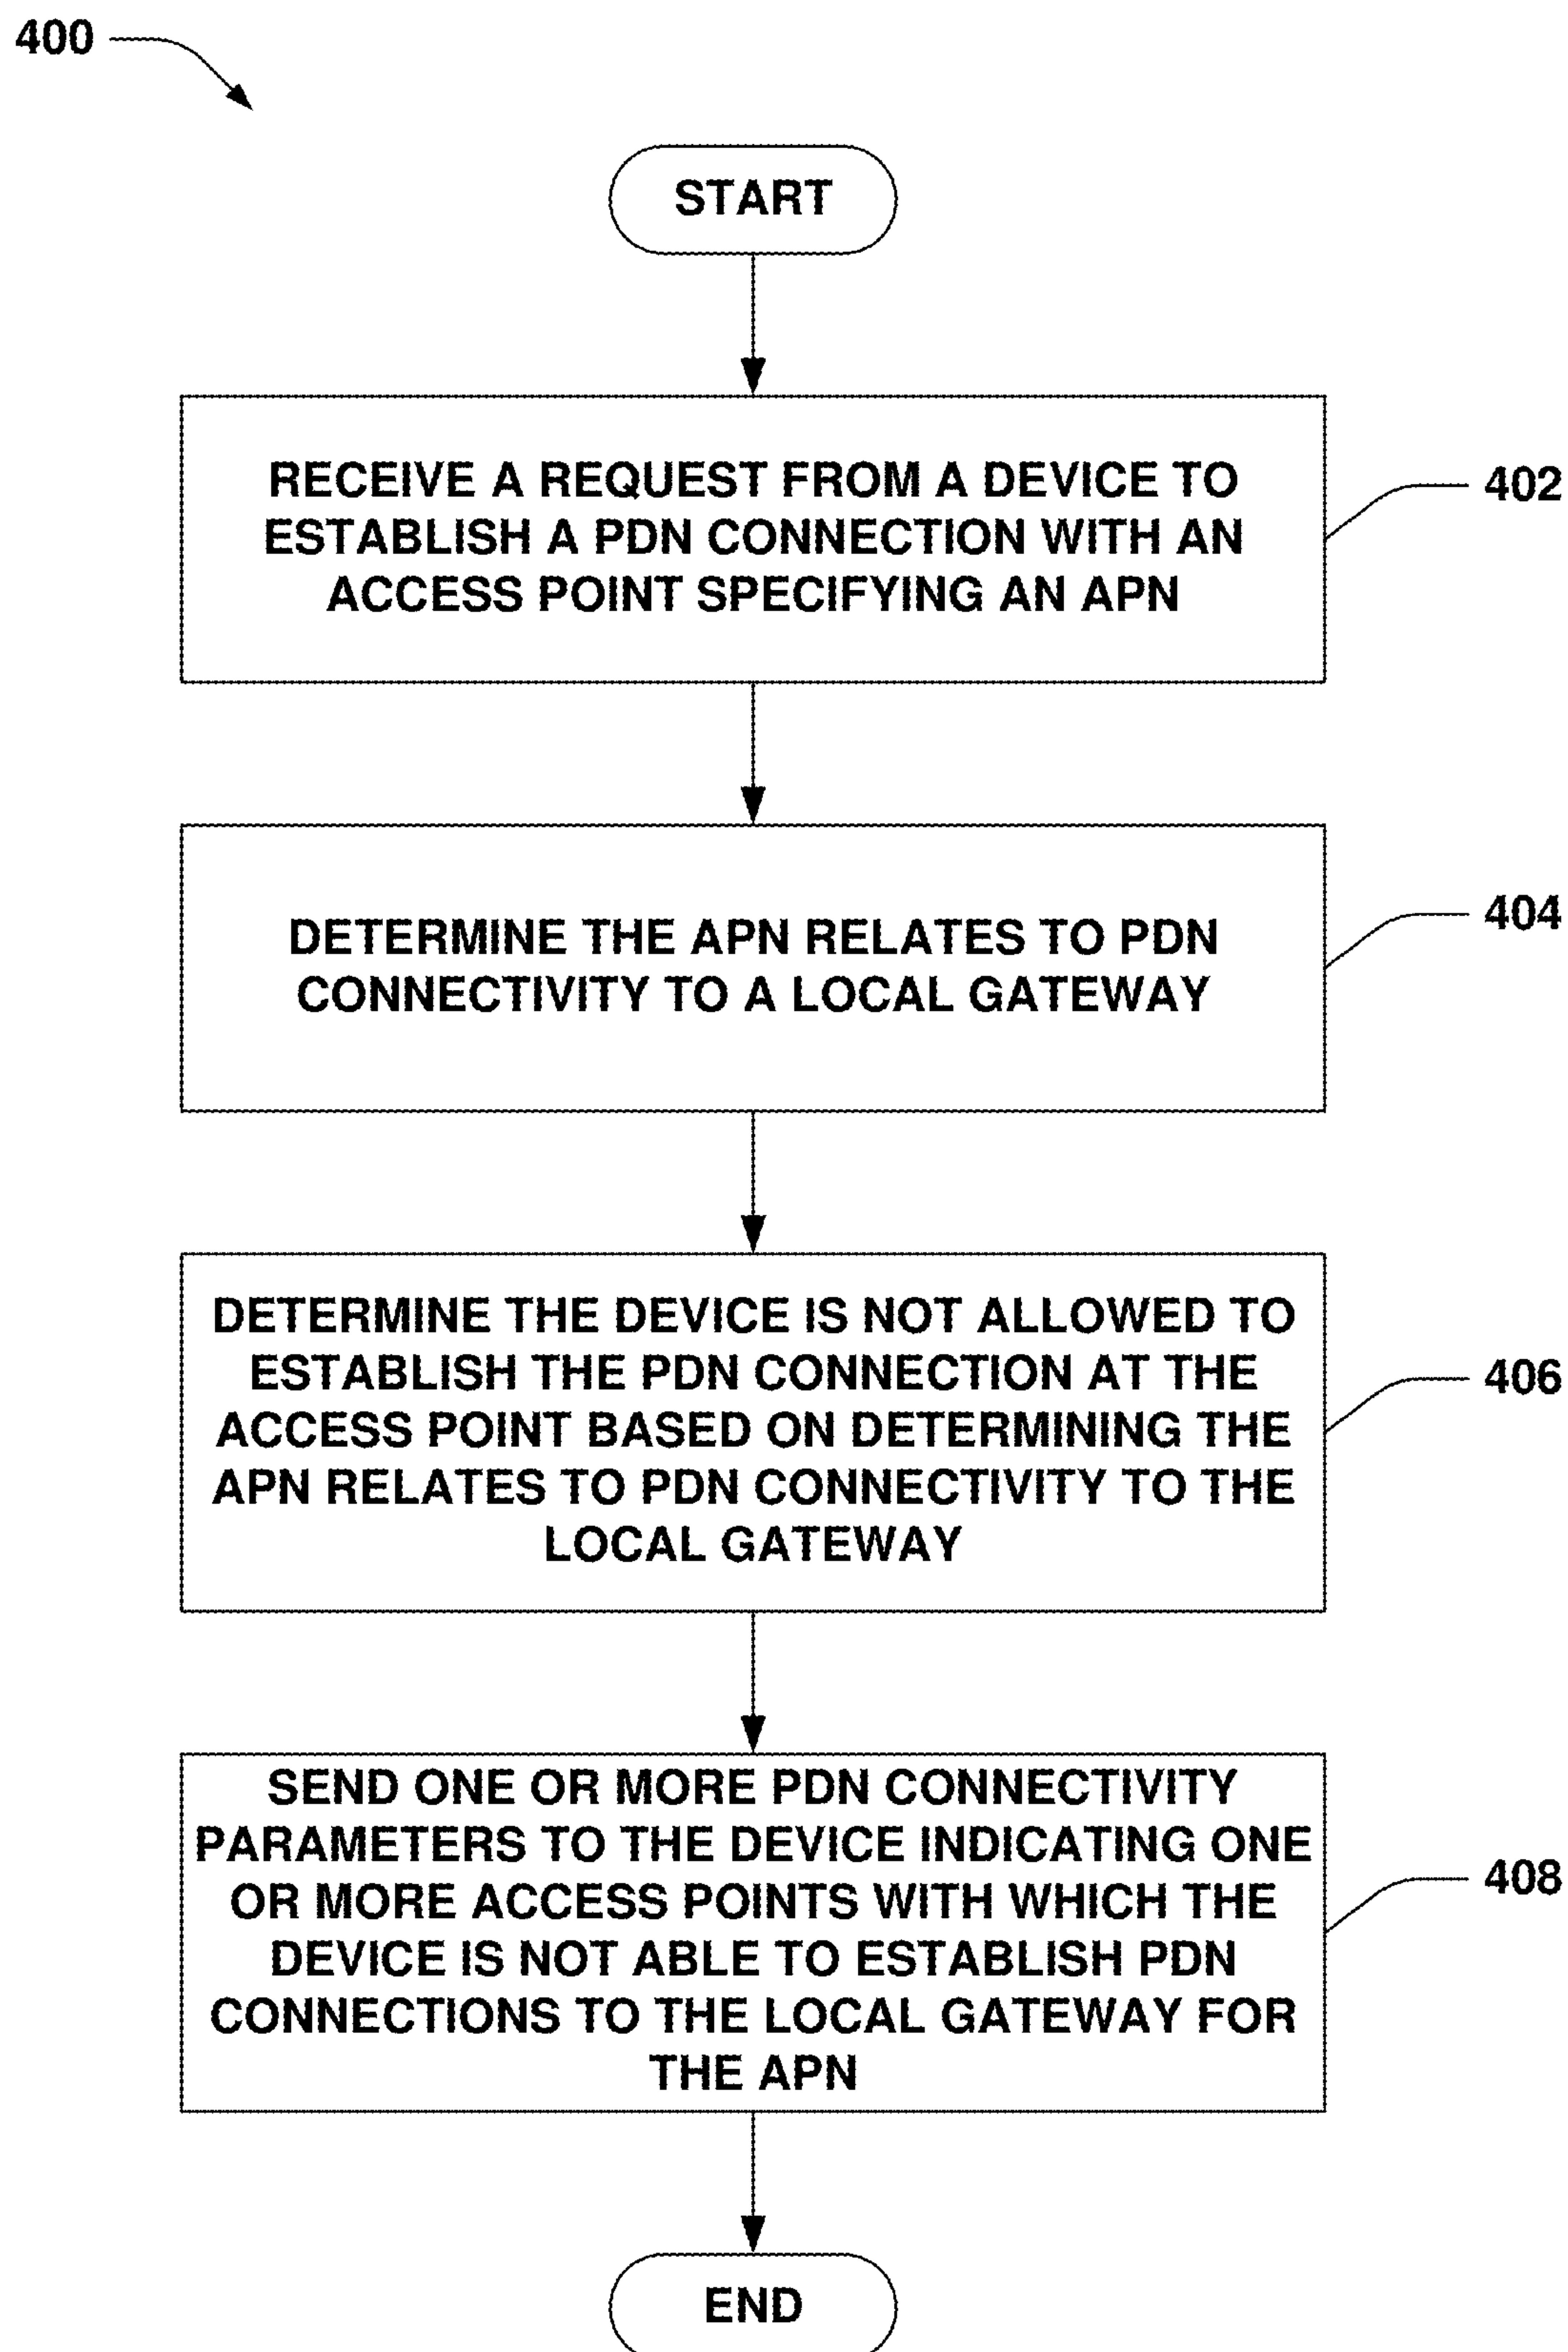 400
START
RECEIVE A REQUEST FROM A DEVICE TO
ESTABLISH A PDN CONNECTION WITH AN
ACCESS POINT SPECIFYING AN APN
402
DETERMINE THE APN RELATES TO PDN
CONNECTIVITY TO A LOCAL GATEWAY
404
DETERMINE THE DEVICE IS NOT ALLOWED TO
ESTABLISH THE PDN CONNECTION AT THE
ACCESS POINT BASED ON DETERMINING THE
APN RELATES TO PDN CONNECTIVITY TO THE
LOCAL GATEWAY
406
SEND ONE OR MORE PDN CONNECTIVITY
PARAMETERS TO THE DEVICE INDICATING ONE
OR MORE ACCESS POINTS WITH WHICH THE
DEVICE IS NOT ABLE TO ESTABLISH PDN
CONNECTIONS TO THE LOCAL GATEWAY FOR
THE APN
408
END